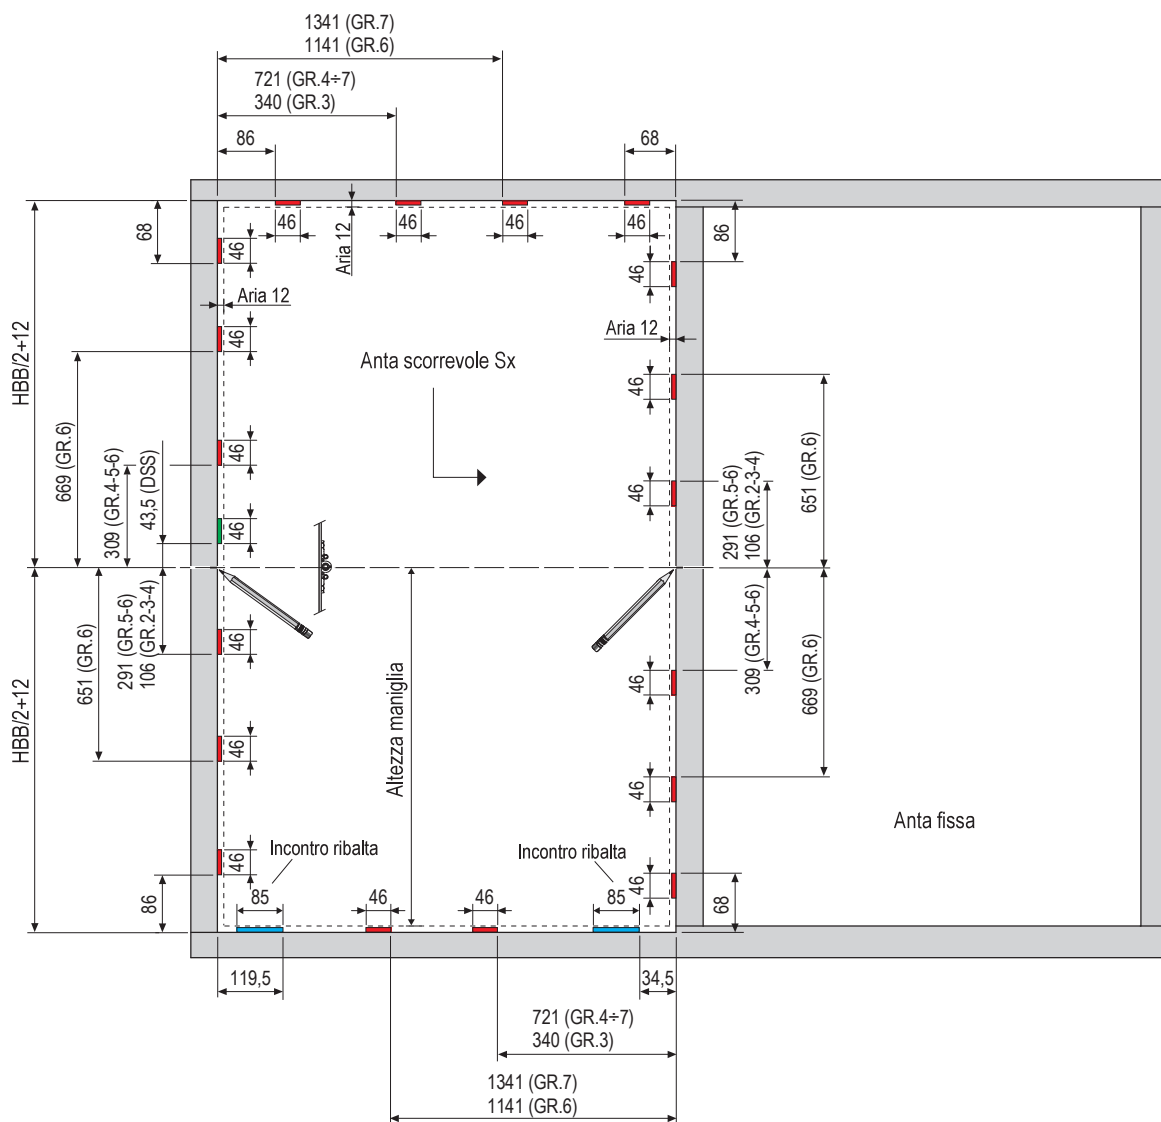 1341 (GR.7)
1141 (GR.6)
721 (GR.4÷7)
340 (GR.3)
86
68
68
46
46
46
46
46
Aria 12
86
46
Aria 12
46
Aria 12
HBB/2+12
Anta scorrevole Sx
46
669 (GR.6)
46
309 (GR.4-5-6)
43,5 (DSS)
46
46
291 (GR.5-6)
106 (GR.2-3-4)
651 (GR.6)
HBB/2+12
651 (GR.6)
291 (GR.5-6)
106 (GR.2-3-4)
46
Altezza maniglia
46
309 (GR.4-5-6)
669 (GR.6)
46
46
Anta fissa
Incontro ribalta
Incontro ribalta
46
86
85
46
46
85
46
68
119,5
34,5
721 (GR.4÷7)
340 (GR.3)
1341 (GR.7)
1141 (GR.6)